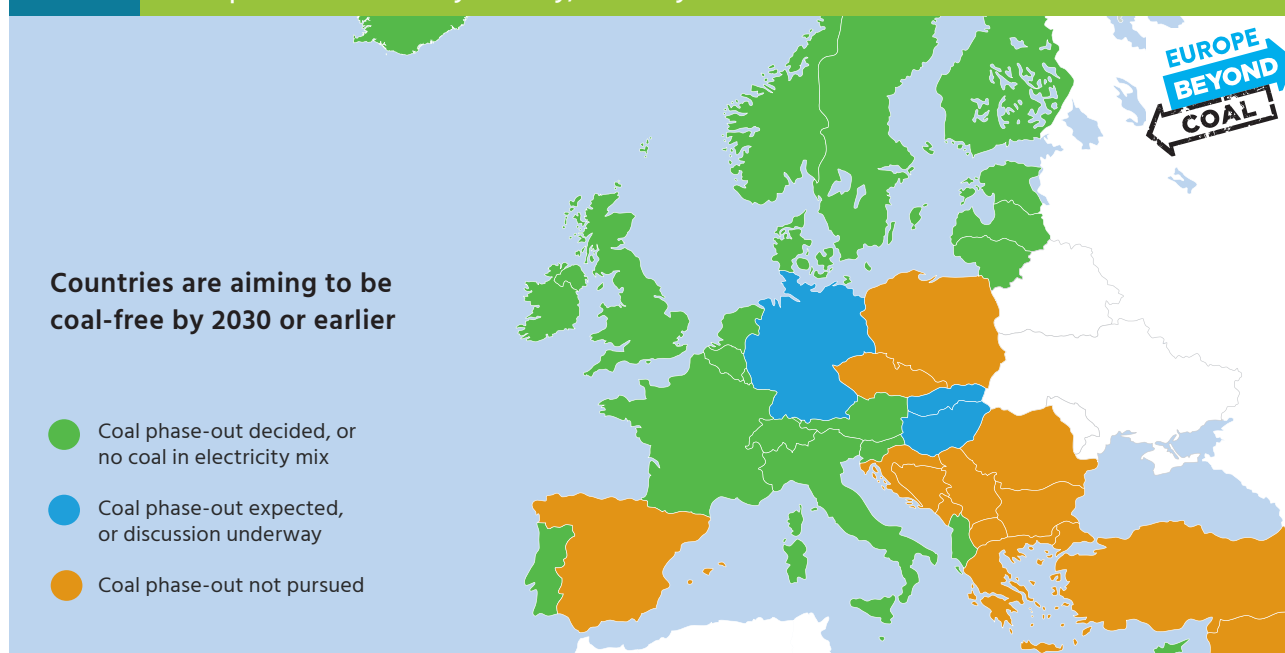 Countries are aiming to be
coal-free by 2030 or earlier
Coal phase-out decided, or
no coal in electricity mix
Coal phase-out expected,
or discussion underway
Coal phase-out not pursued
EUROPE
BEYOND
COAL